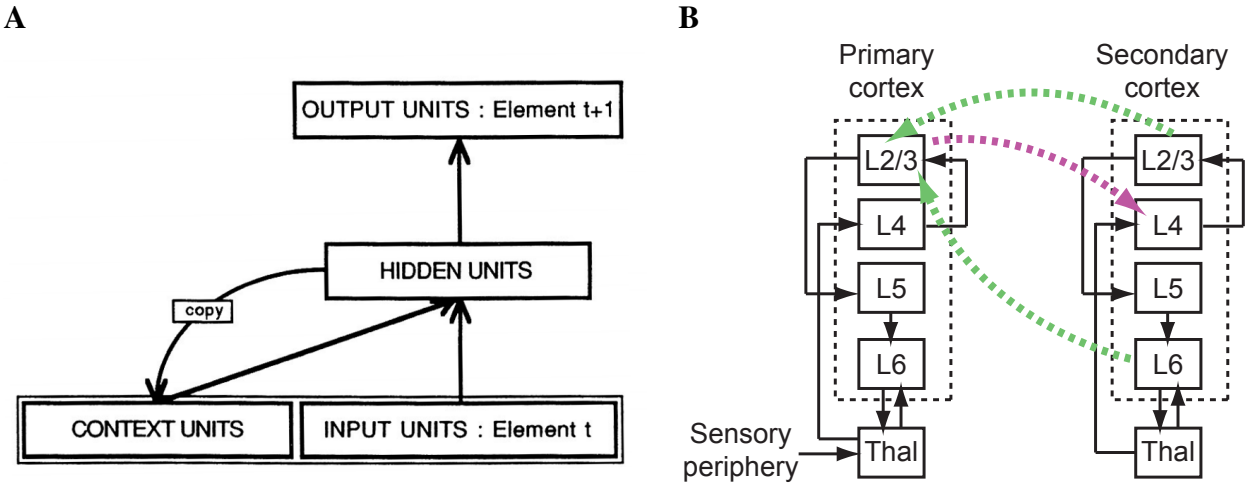 A
OUTPUT UNITS : Element t+1
HIDDEN UNITS
copy
CONTEXT UNITS
INPUT UNITS : Element t
B
Primary
cortex
Secondary
cortex
L2/3
L4
L5
L6
Thal
Sensory
periphery
L2/3
L4
L5
L6
Thal